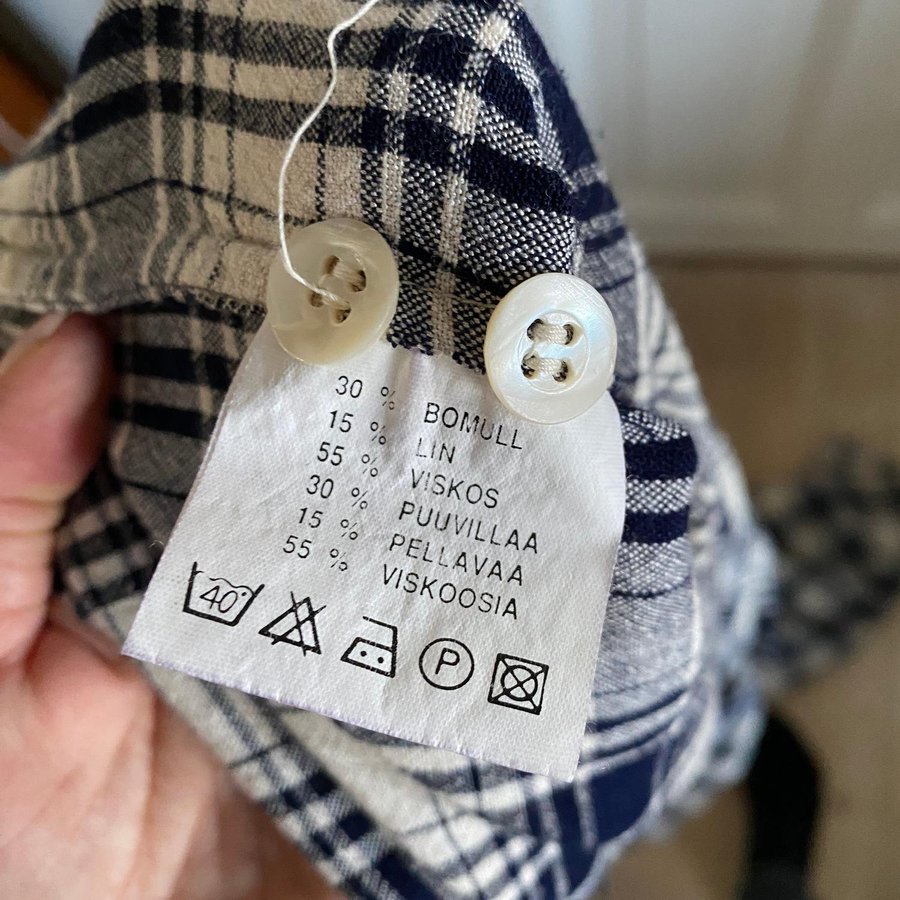 30 % BOMULL
15 % LIN
55 % VISKOS
30 % PUUVILLAA
15 % PELLAVAA
55 % VISKOOSIA
40° P